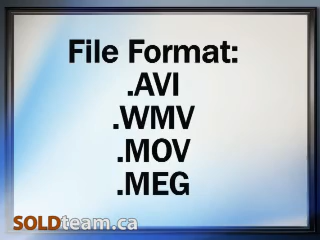 File Format:
.AVI
.WMV
.MOV
.MEG
SOLDteam.ca